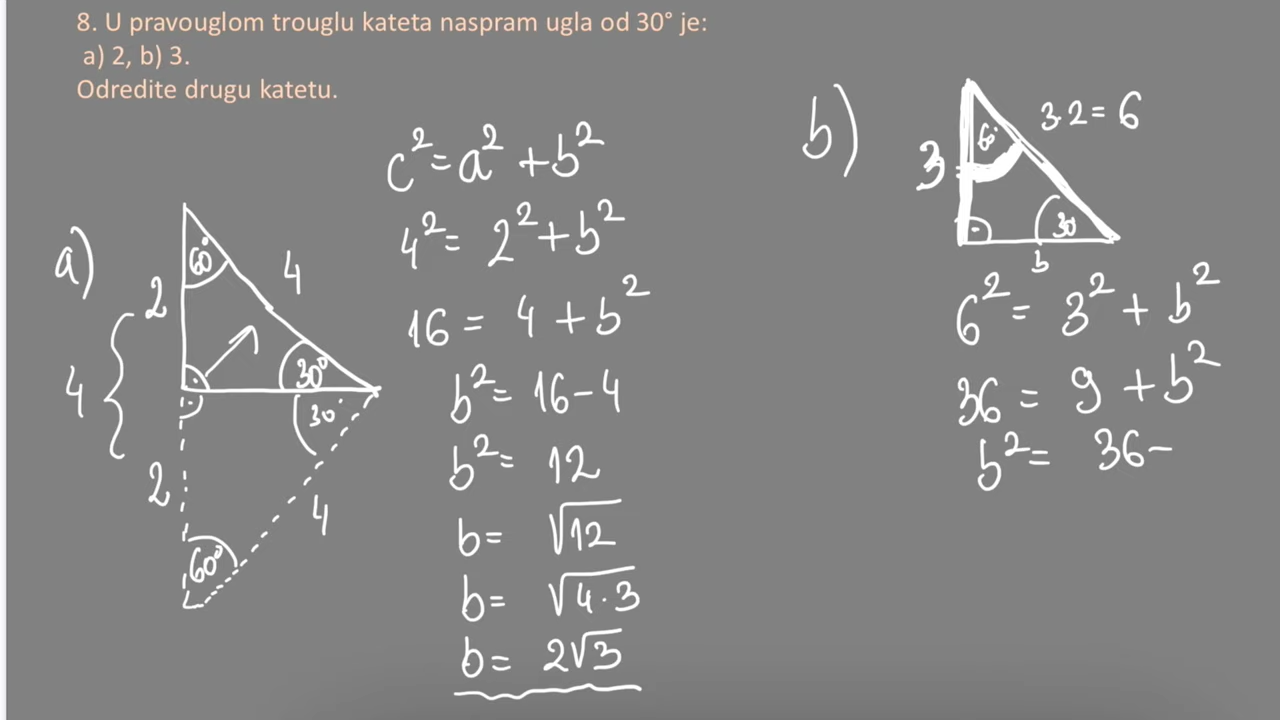 8. U pravouglom trouglu kateta naspram ugla od 30° je:
a) 2, b) 3.
Odredite drugu katetu.
a)
60°
2
4
30°
4
30°
2
4
60°
c² = a² + b²
4² = 2² + b²
16 = 4 + b²
b² = 16 - 4
b² = 12
b = √12
b = √4·3
b = 2√3
b)
3·2 = 6
60°
3
30
b
6² = 3² + b²
36 = 9 + b²
b² = 36 -